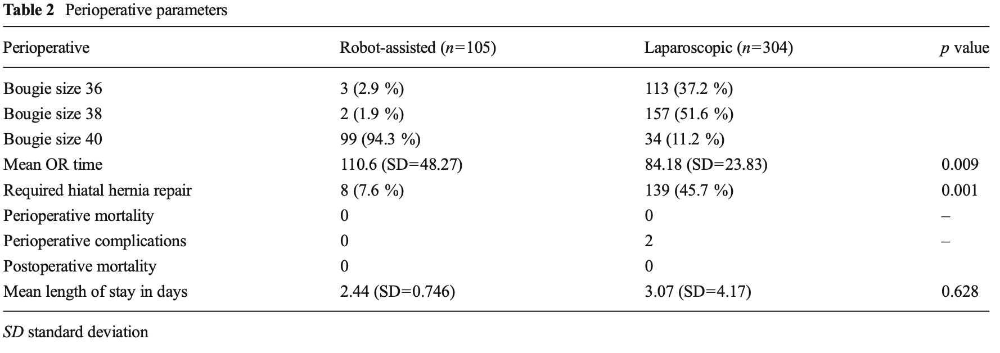 Table 2 Perioperative parameters
Perioperative Robot-assisted (n=105) Laparoscopic (n=304) p value
Bougie size 36 3 (2.9 %) 113 (37.2 %)
Bougie size 38 2 (1.9 %) 157 (51.6 %)
Bougie size 40 99 (94.3 %) 34 (11.2 %)
Mean OR time 110.6 (SD=48.27) 84.18 (SD=23.83) 0.009
Required hiatal hernia repair 8 (7.6 %) 139 (45.7 %) 0.001
Perioperative mortality 0 0 –
Perioperative complications 0 2 –
Postoperative mortality 0 0
Mean length of stay in days 2.44 (SD=0.746) 3.07 (SD=4.17) 0.628
SD standard deviation